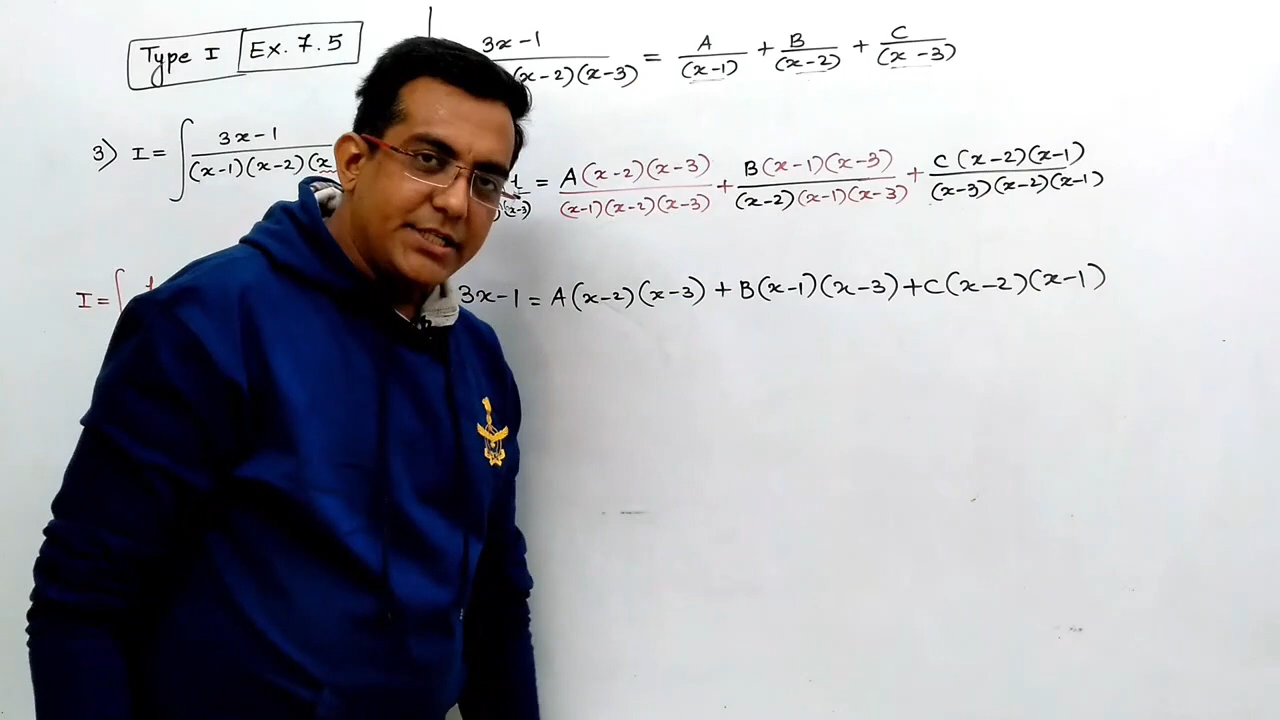 Type I Ex. 7.5
3x-1 / (x-2)(x-3) = A/(x-1) + B/(x-2) + C/(x-3)
3) I = ∫ 3x-1 / (x-1)(x-2)(x
= A(x-2)(x-3) / (x-1)(x-2)(x-3) + B(x-1)(x-3) / (x-2)(x-1)(x-3) + C(x-2)(x-1) / (x-3)(x-2)(x-1)
I = ∫
3x-1 = A(x-2)(x-3) + B(x-1)(x-3) + C(x-2)(x-1)